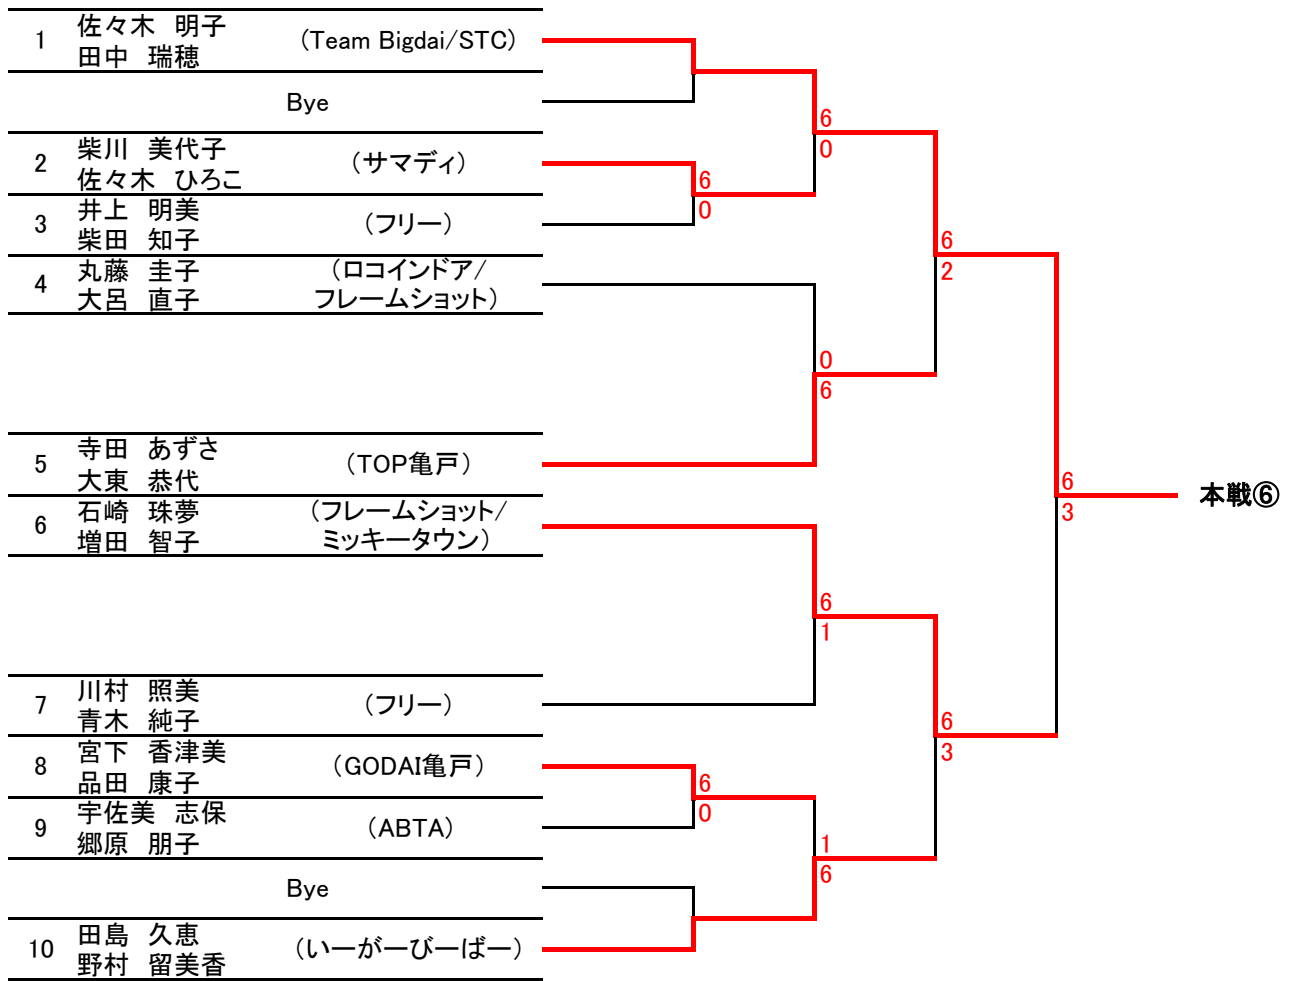 1 佐々木 明子 (Team Bigdai/STC)
田中 瑞穂
Bye
2 柴川 美代子 (サマディ)
佐々木 ひろこ
3 井上 明美 (フリー)
柴田 知子
4 丸藤 圭子 (ロコインドア/
大呂 直子 フレームショット)
5 寺田 あずさ (TOP亀戸)
大東 恭代
6 石崎 珠夢 (フレームショット/
増田 智子 ミッキータウン)
7 川村 照美 (フリー)
青木 純子
8 宮下 香津美 (GODAI亀戸)
品田 康子
9 宇佐美 志保 (ABTA)
郷原 朋子
Bye
10 田島 久恵 (いーがーびーばー)
野村 留美香
6
0
6
0
6
0
6
1
1
6
6
2
6
3
6
3
0
6
本戦⑥